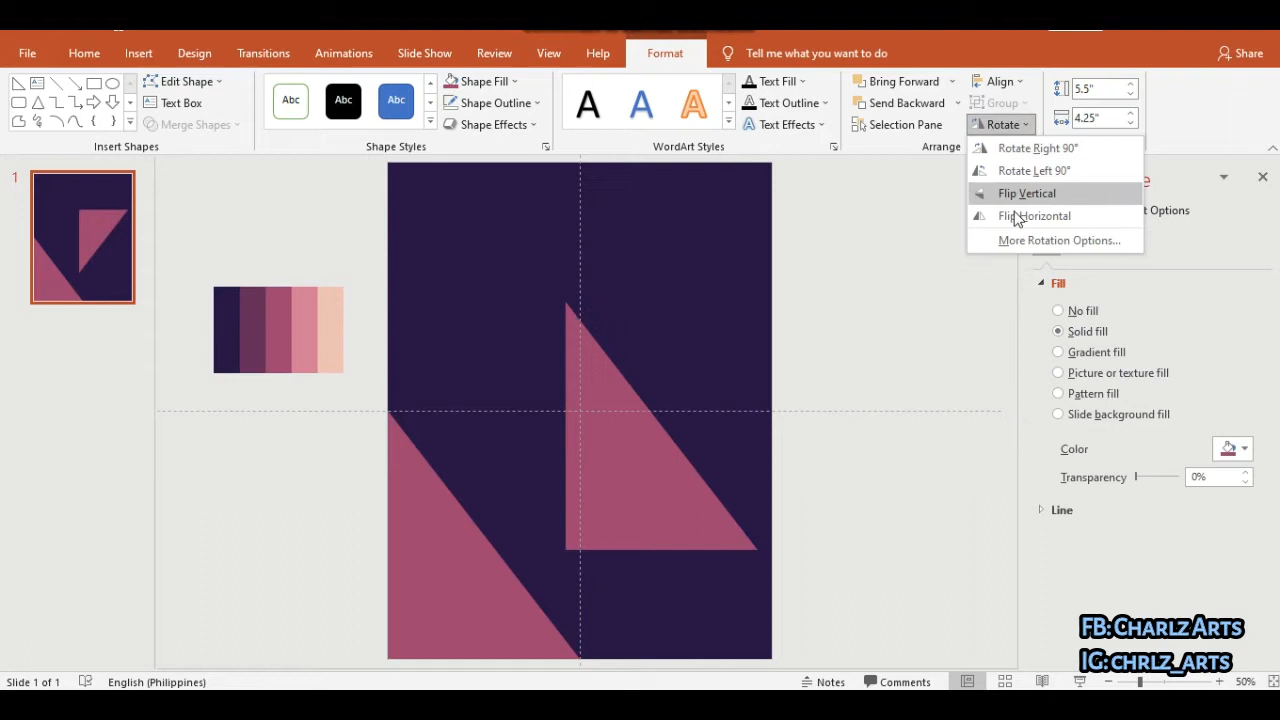 File Home Insert Design Transitions Animations Slide Show Review View Help Format Tell me what you want to do Share
Edit Shape Text Box Merge Shapes
Insert Shapes
Abc Abc Abc
Shape Fill
Shape Outline
Shape Effects
Shape Styles
A A A
Text Fill
Text Outline
Text Effects
WordArt Styles
Bring Forward
Send Backward
Selection Pane
Align
Group
Rotate
Arrange
5.5"
4.25"
Rotate Right 90°
Rotate Left 90°
Flip Vertical
Flip Horizontal
More Rotation Options...
1
t Options
Fill
No fill
Solid fill
Gradient fill
Picture or texture fill
Pattern fill
Slide background fill
Color
Transparency 0%
Line
FB: Charlz Arts
IG: chrlz_arts
Slide 1 of 1 English (Philippines) Notes Comments 50%